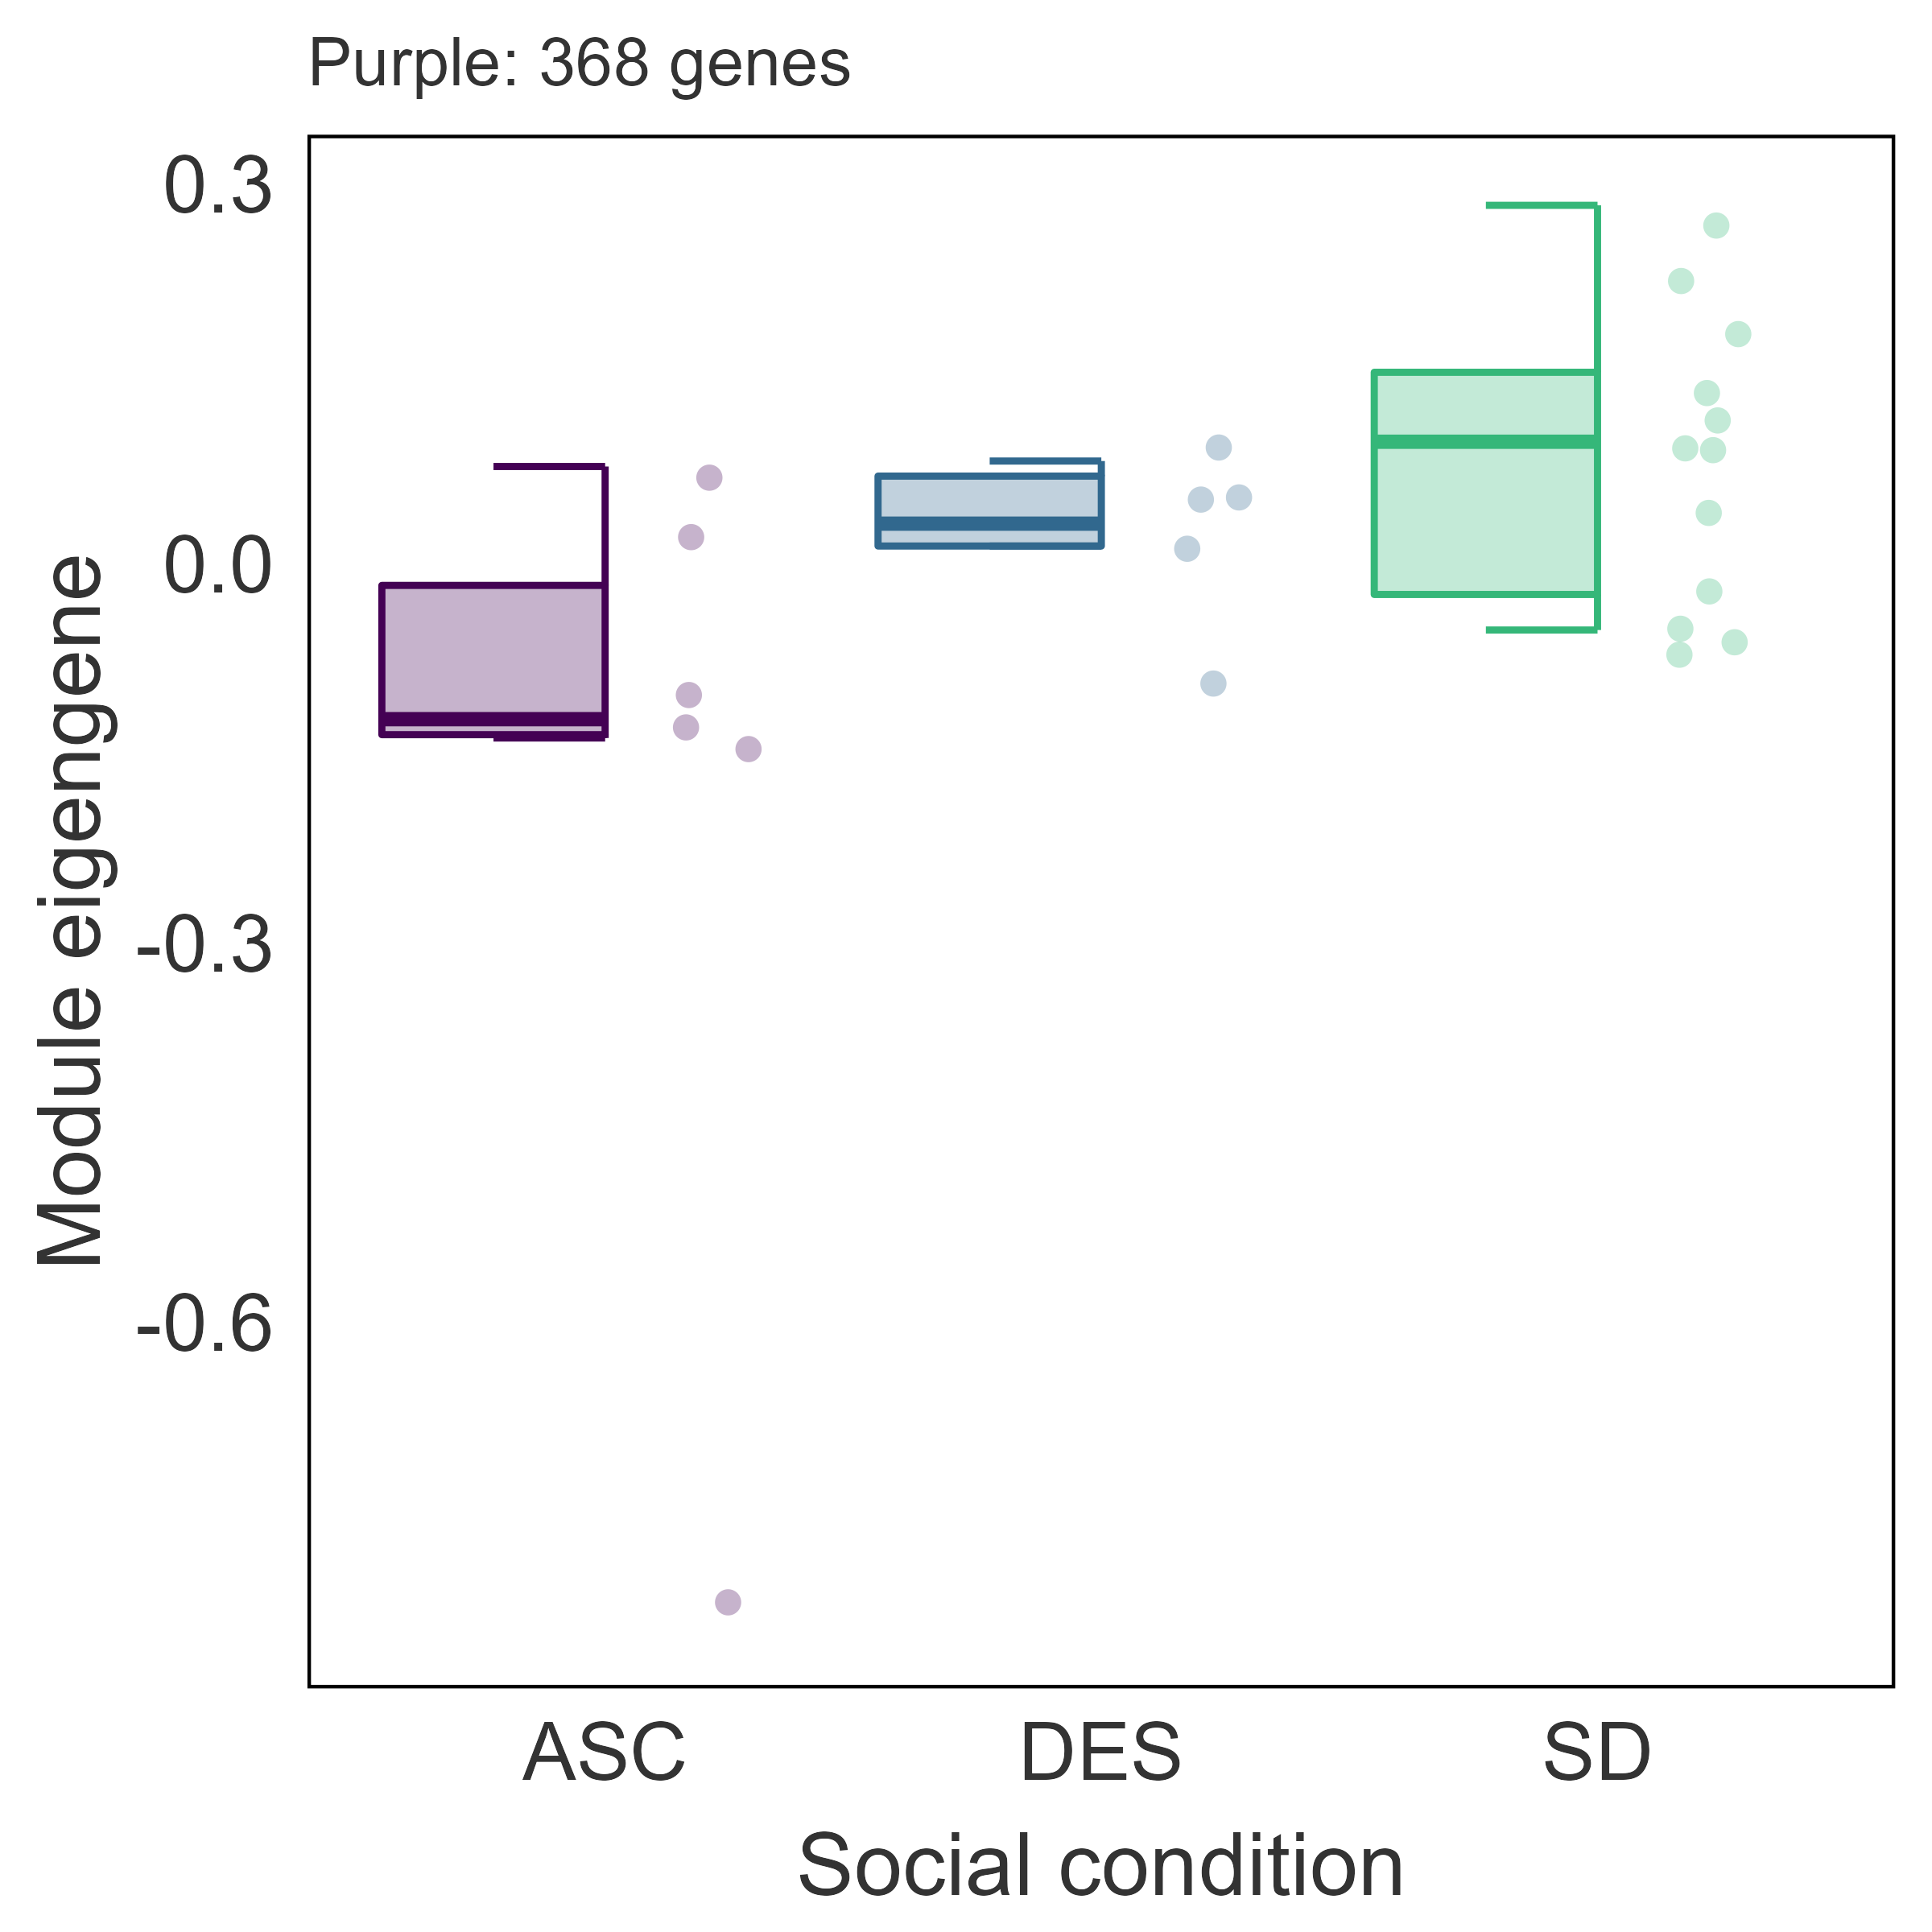 Purple: 368 genes
0.3
0.0
-0.3
-0.6
Module eigengene
ASC DES SD
Social condition